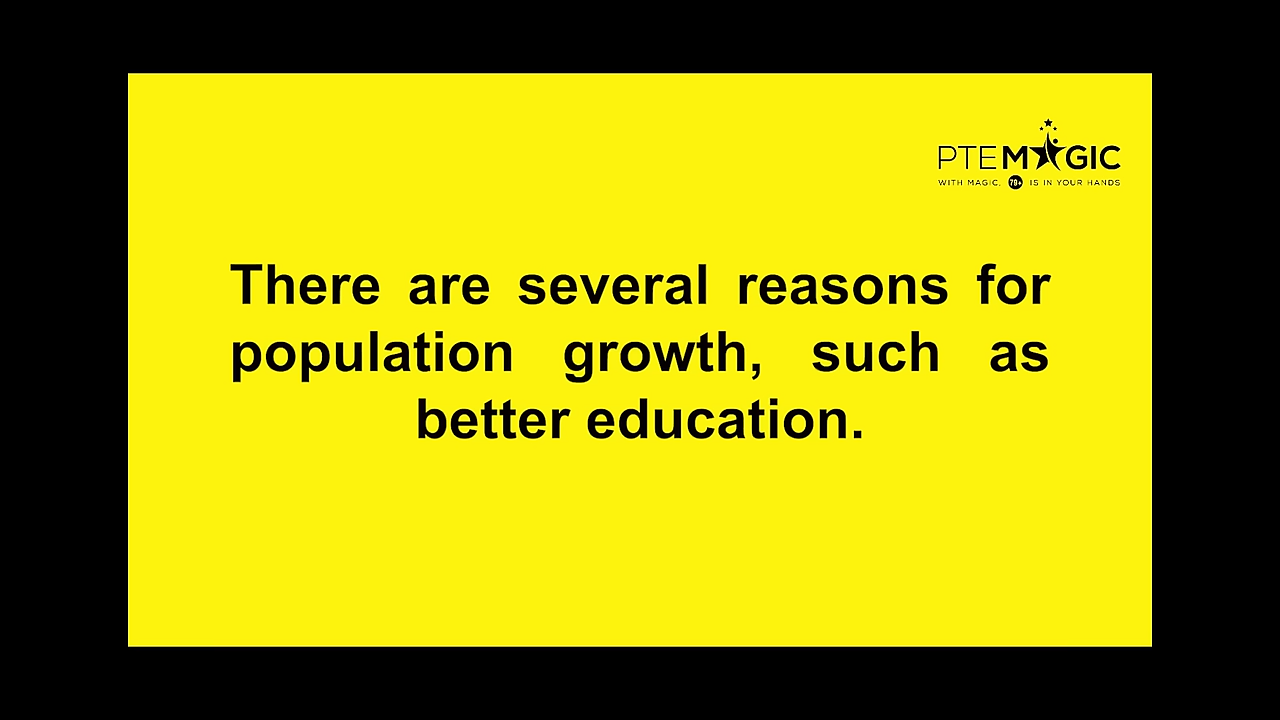 PTEMAGIC
WITH MAGIC, 79+ IS IN YOUR HANDS
There are several reasons for
population growth, such as
better education.